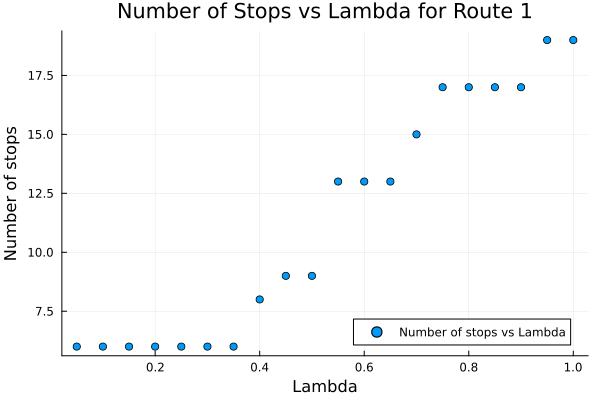 Number of Stops vs Lambda for Route 1
Number of stops
17.5
15.0
12.5
10.0
7.5
Number of stops vs Lambda
0.2 0.4 0.6 0.8 1.0
Lambda